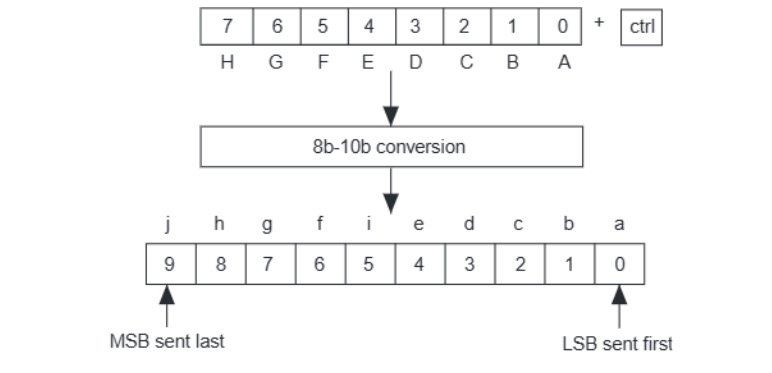 7 6 5 4 3 2 1 0 + ctrl
H G F E D C B A
8b-10b conversion
j h g f i e d c b a
9 8 7 6 5 4 3 2 1 0
MSB sent last
LSB sent first